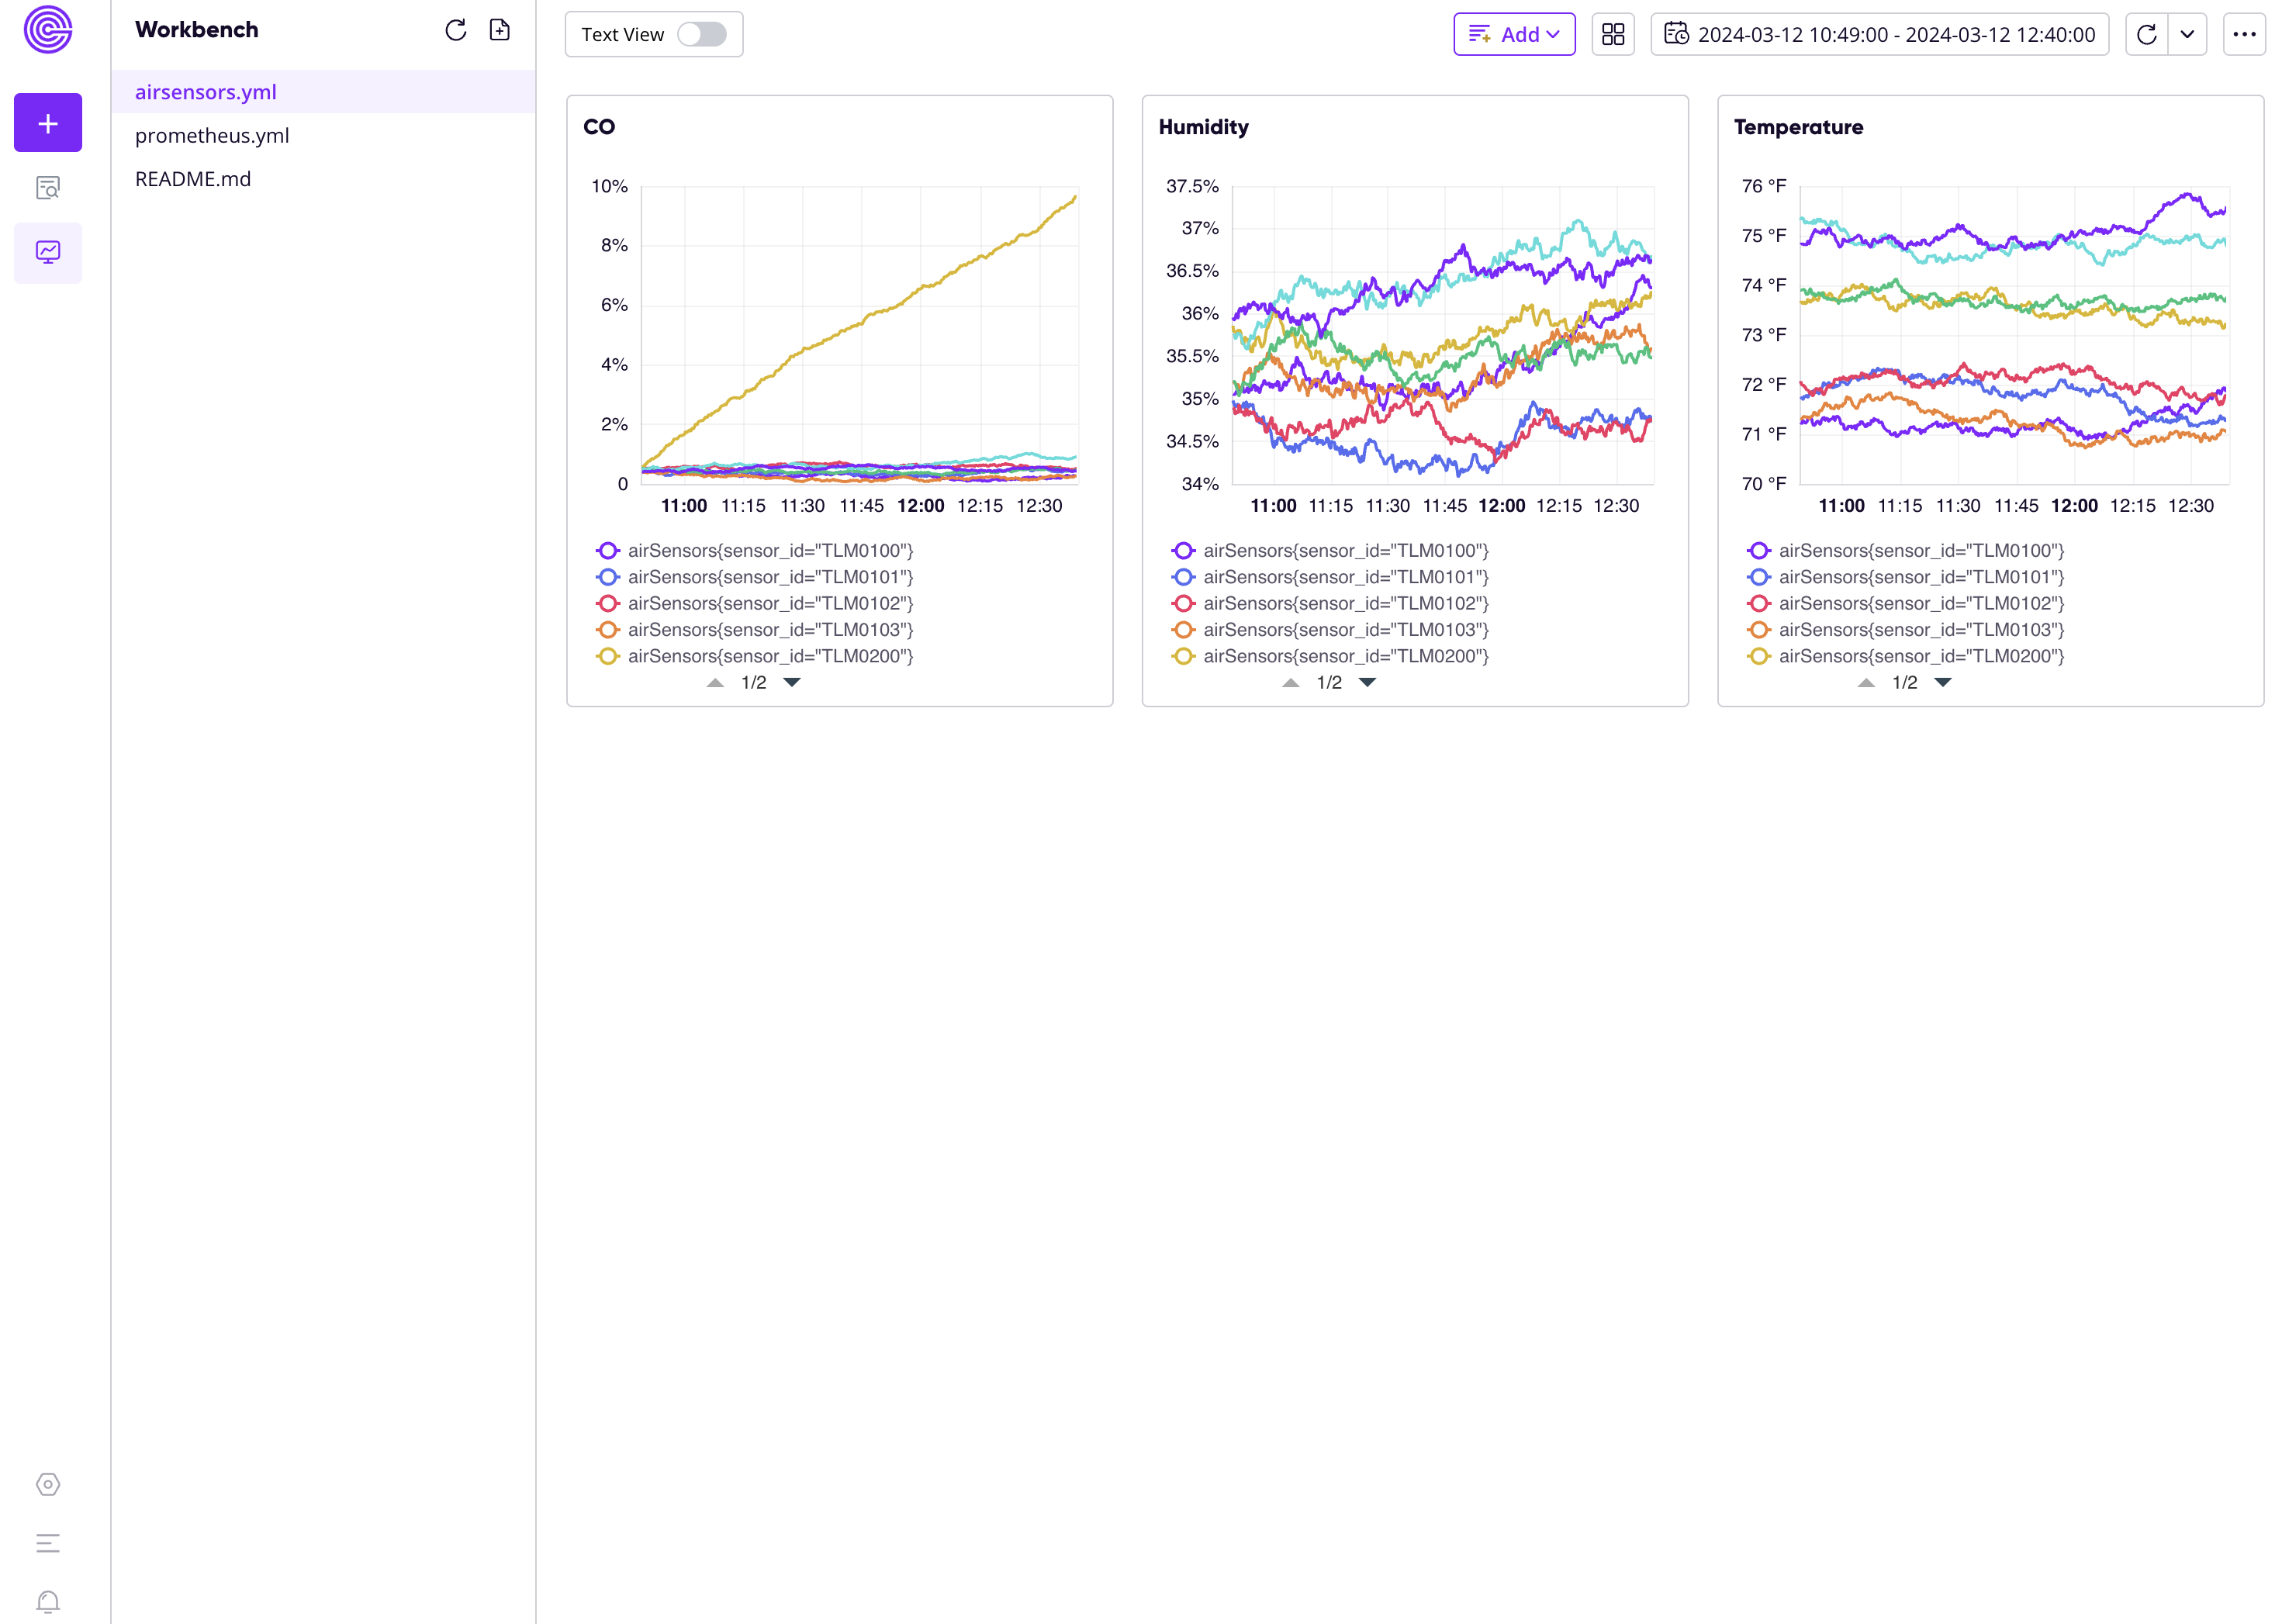 Workbench
airsensors.yml
prometheus.yml
README.md
Text View
Add
2024-03-12 10:49:00 - 2024-03-12 12:40:00
CO
10%
8%
6%
4%
2%
0
11:00 11:15 11:30 11:45 12:00 12:15 12:30
airSensors{sensor_id="TLM0100"}
airSensors{sensor_id="TLM0101"}
airSensors{sensor_id="TLM0102"}
airSensors{sensor_id="TLM0103"}
airSensors{sensor_id="TLM0200"}
1/2
Humidity
37.5%
37%
36.5%
36%
35.5%
35%
34.5%
34%
11:00 11:15 11:30 11:45 12:00 12:15 12:30
airSensors{sensor_id="TLM0100"}
airSensors{sensor_id="TLM0101"}
airSensors{sensor_id="TLM0102"}
airSensors{sensor_id="TLM0103"}
airSensors{sensor_id="TLM0200"}
1/2
Temperature
76 °F
75 °F
74 °F
73 °F
72 °F
71 °F
70 °F
11:00 11:15 11:30 11:45 12:00 12:15 12:30
airSensors{sensor_id="TLM0100"}
airSensors{sensor_id="TLM0101"}
airSensors{sensor_id="TLM0102"}
airSensors{sensor_id="TLM0103"}
airSensors{sensor_id="TLM0200"}
1/2